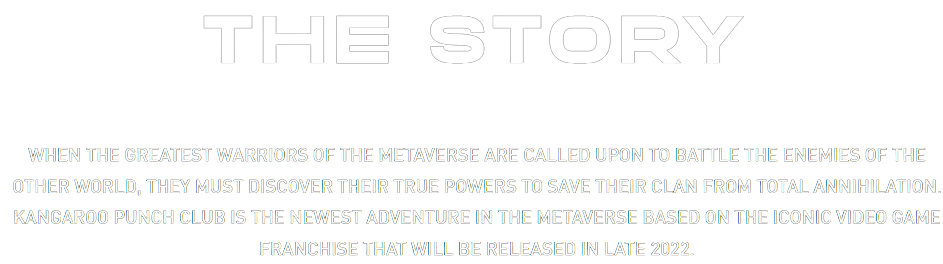 THE STORY
WHEN THE GREATEST WARRIORS OF THE METAVERSE ARE CALLED UPON TO BATTLE THE ENEMIES OF THE
OTHER WORLD, THEY MUST DISCOVER THEIR TRUE POWERS TO SAVE THEIR CLAN FROM TOTAL ANNIHILATION.
KANGAROO PUNCH CLUB IS THE NEWEST ADVENTURE IN THE METAVERSE BASED ON THE ICONIC VIDEO GAME
FRANCHISE THAT WILL BE RELEASED IN LATE 2022.